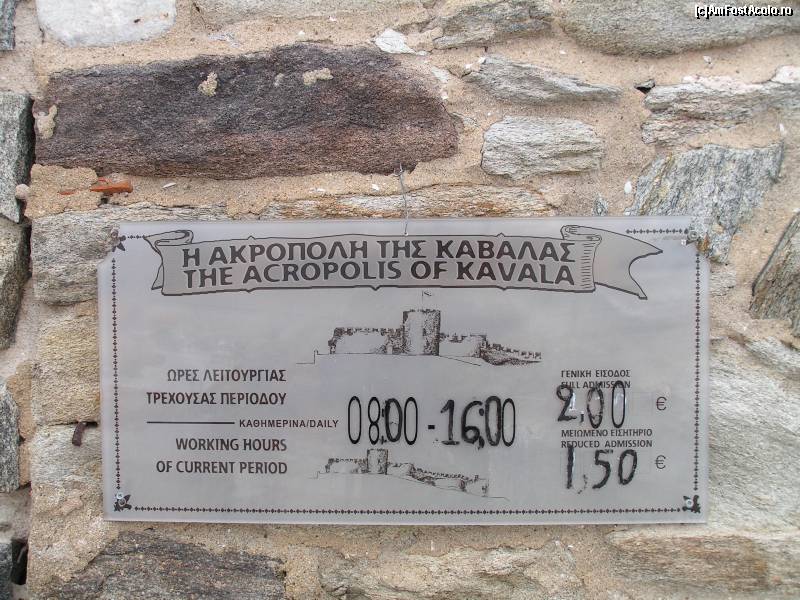 (c)AmFostAcolo.ro
Η ΑΚΡΟΠΟΛΗ ΤΗΣ ΚΑΒΑΛΑΣ
THE ACROPOLIS OF KAVALA
ΩΡΕΣ ΛΕΙΤΟΥΡΓΙΑΣ
ΤΡΕΧΟΥΣΑΣ ΠΕΡΙΟΔΟΥ
ΚΑΘΗΜΕΡΙΝΑ/DAILY
WORKING HOURS
OF CURRENT PERIOD
08:00 - 16:00
ΓΕΝΙΚΗ ΕΙΣΟΔΟΣ
FULL ADMISSION
2,00 €
ΜΕΙΩΜΕΝΟ ΕΙΣΗΤΗΡΙΟ
REDUCED ADMISSION
1,50 €